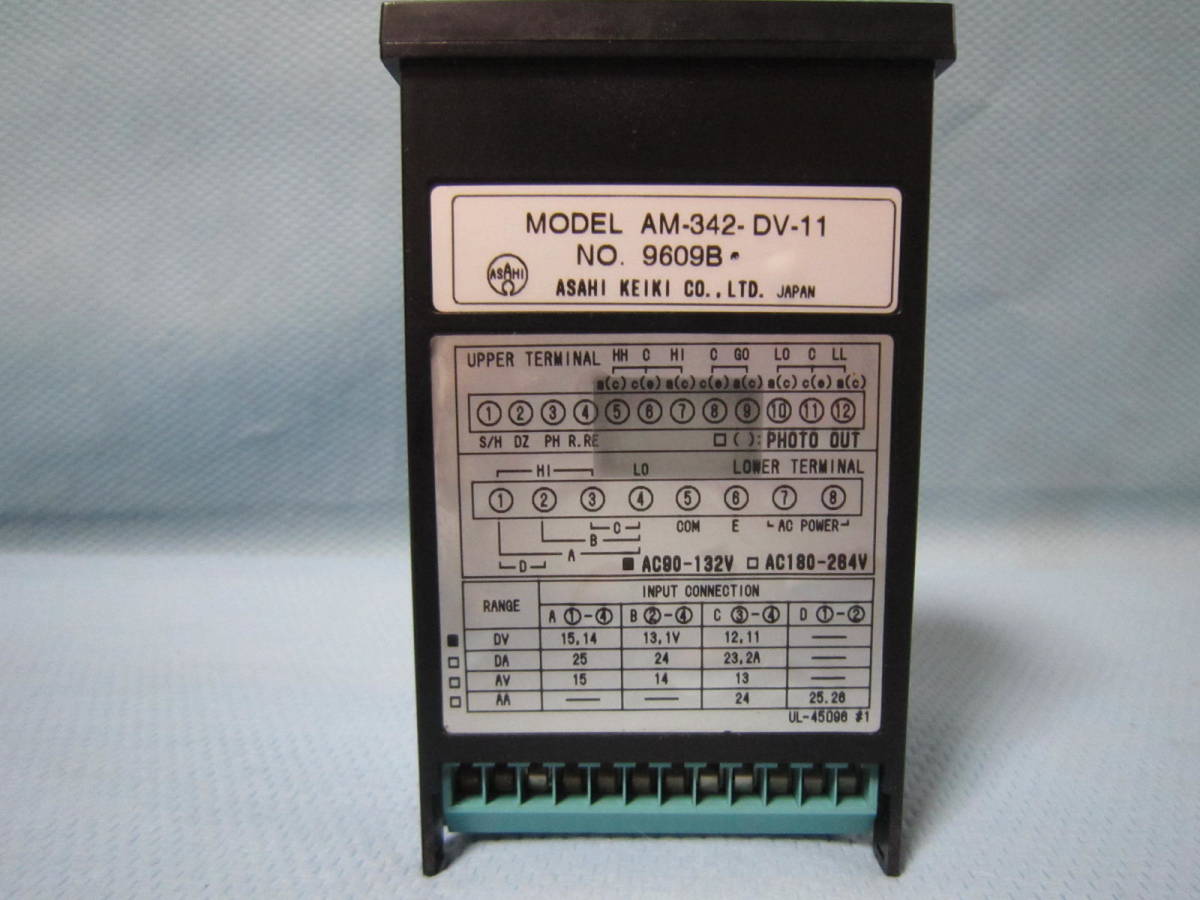 MODEL AM-342-DV-11
NO. 9609B
ASAHI
ASAHI KEIKI CO.,LTD. JAPAN
UPPER TERMINAL HH C HI C GO LO C LL
a(c) c(e) a(c) c(e) a(c) a(c) c(e) a(c)
① ② ③ ④ ⑤ ⑥ ⑦ ⑧ ⑨ ⑩ ⑪ ⑫
S/H DZ PH R.RE □( ): PHOTO OUT
HI LO LOWER TERMINAL
① ② ③ ④ ⑤ ⑥ ⑦ ⑧
C COM E AC POWER
B
A
D ■ AC90-132V □ AC180-264V
RANGE INPUT CONNECTION
A ①-④ B ②-④ C ③-④ D ①-②
■ DV 15,14 13,1V 12,11 —
□ DA 25 24 23,2A —
□ AV 15 14 13 —
□ AA — — 24 25.26
UL-45096 #1